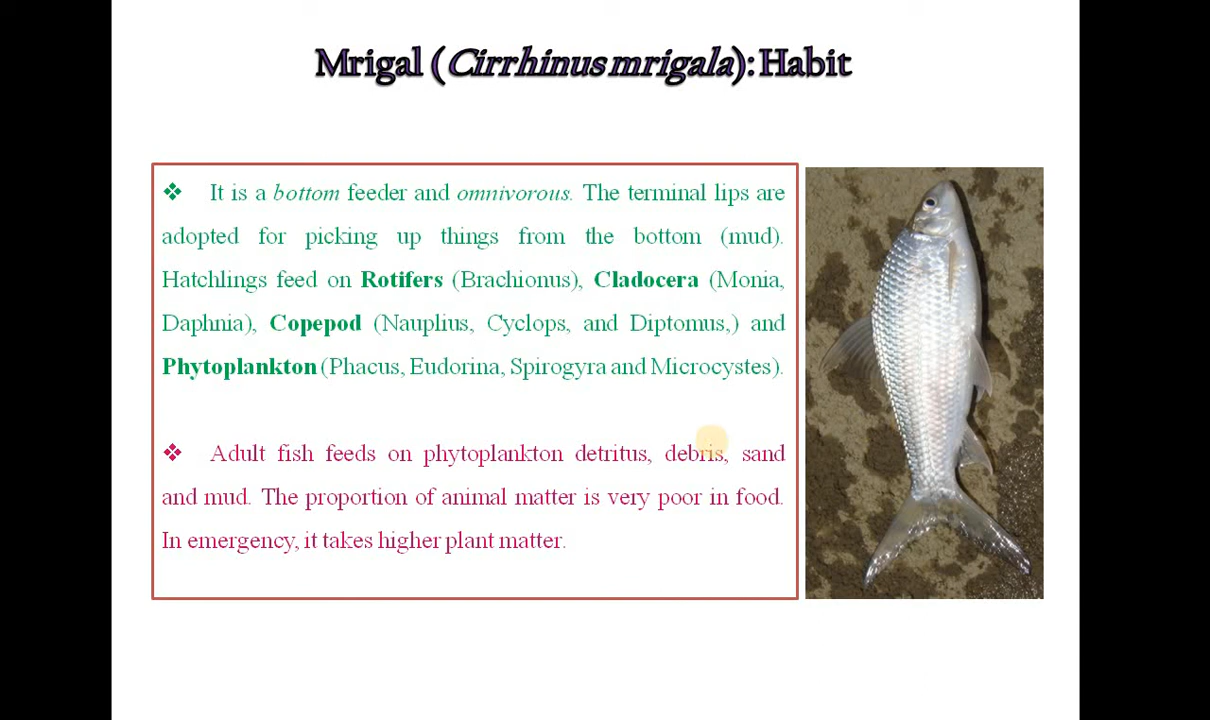 Mrigal (Cirrhinus mrigala): Habit
❖ It is a bottom feeder and omnivorous. The terminal lips are
adopted for picking up things from the bottom (mud).
Hatchlings feed on Rotifers (Brachionus), Cladocera (Monia,
Daphnia), Copepod (Nauplius, Cyclops, and Diptomus,) and
Phytoplankton (Phacus, Eudorina, Spirogyra and Microcystes).
❖ Adult fish feeds on phytoplankton detritus, debris, sand
and mud. The proportion of animal matter is very poor in food.
In emergency, it takes higher plant matter.